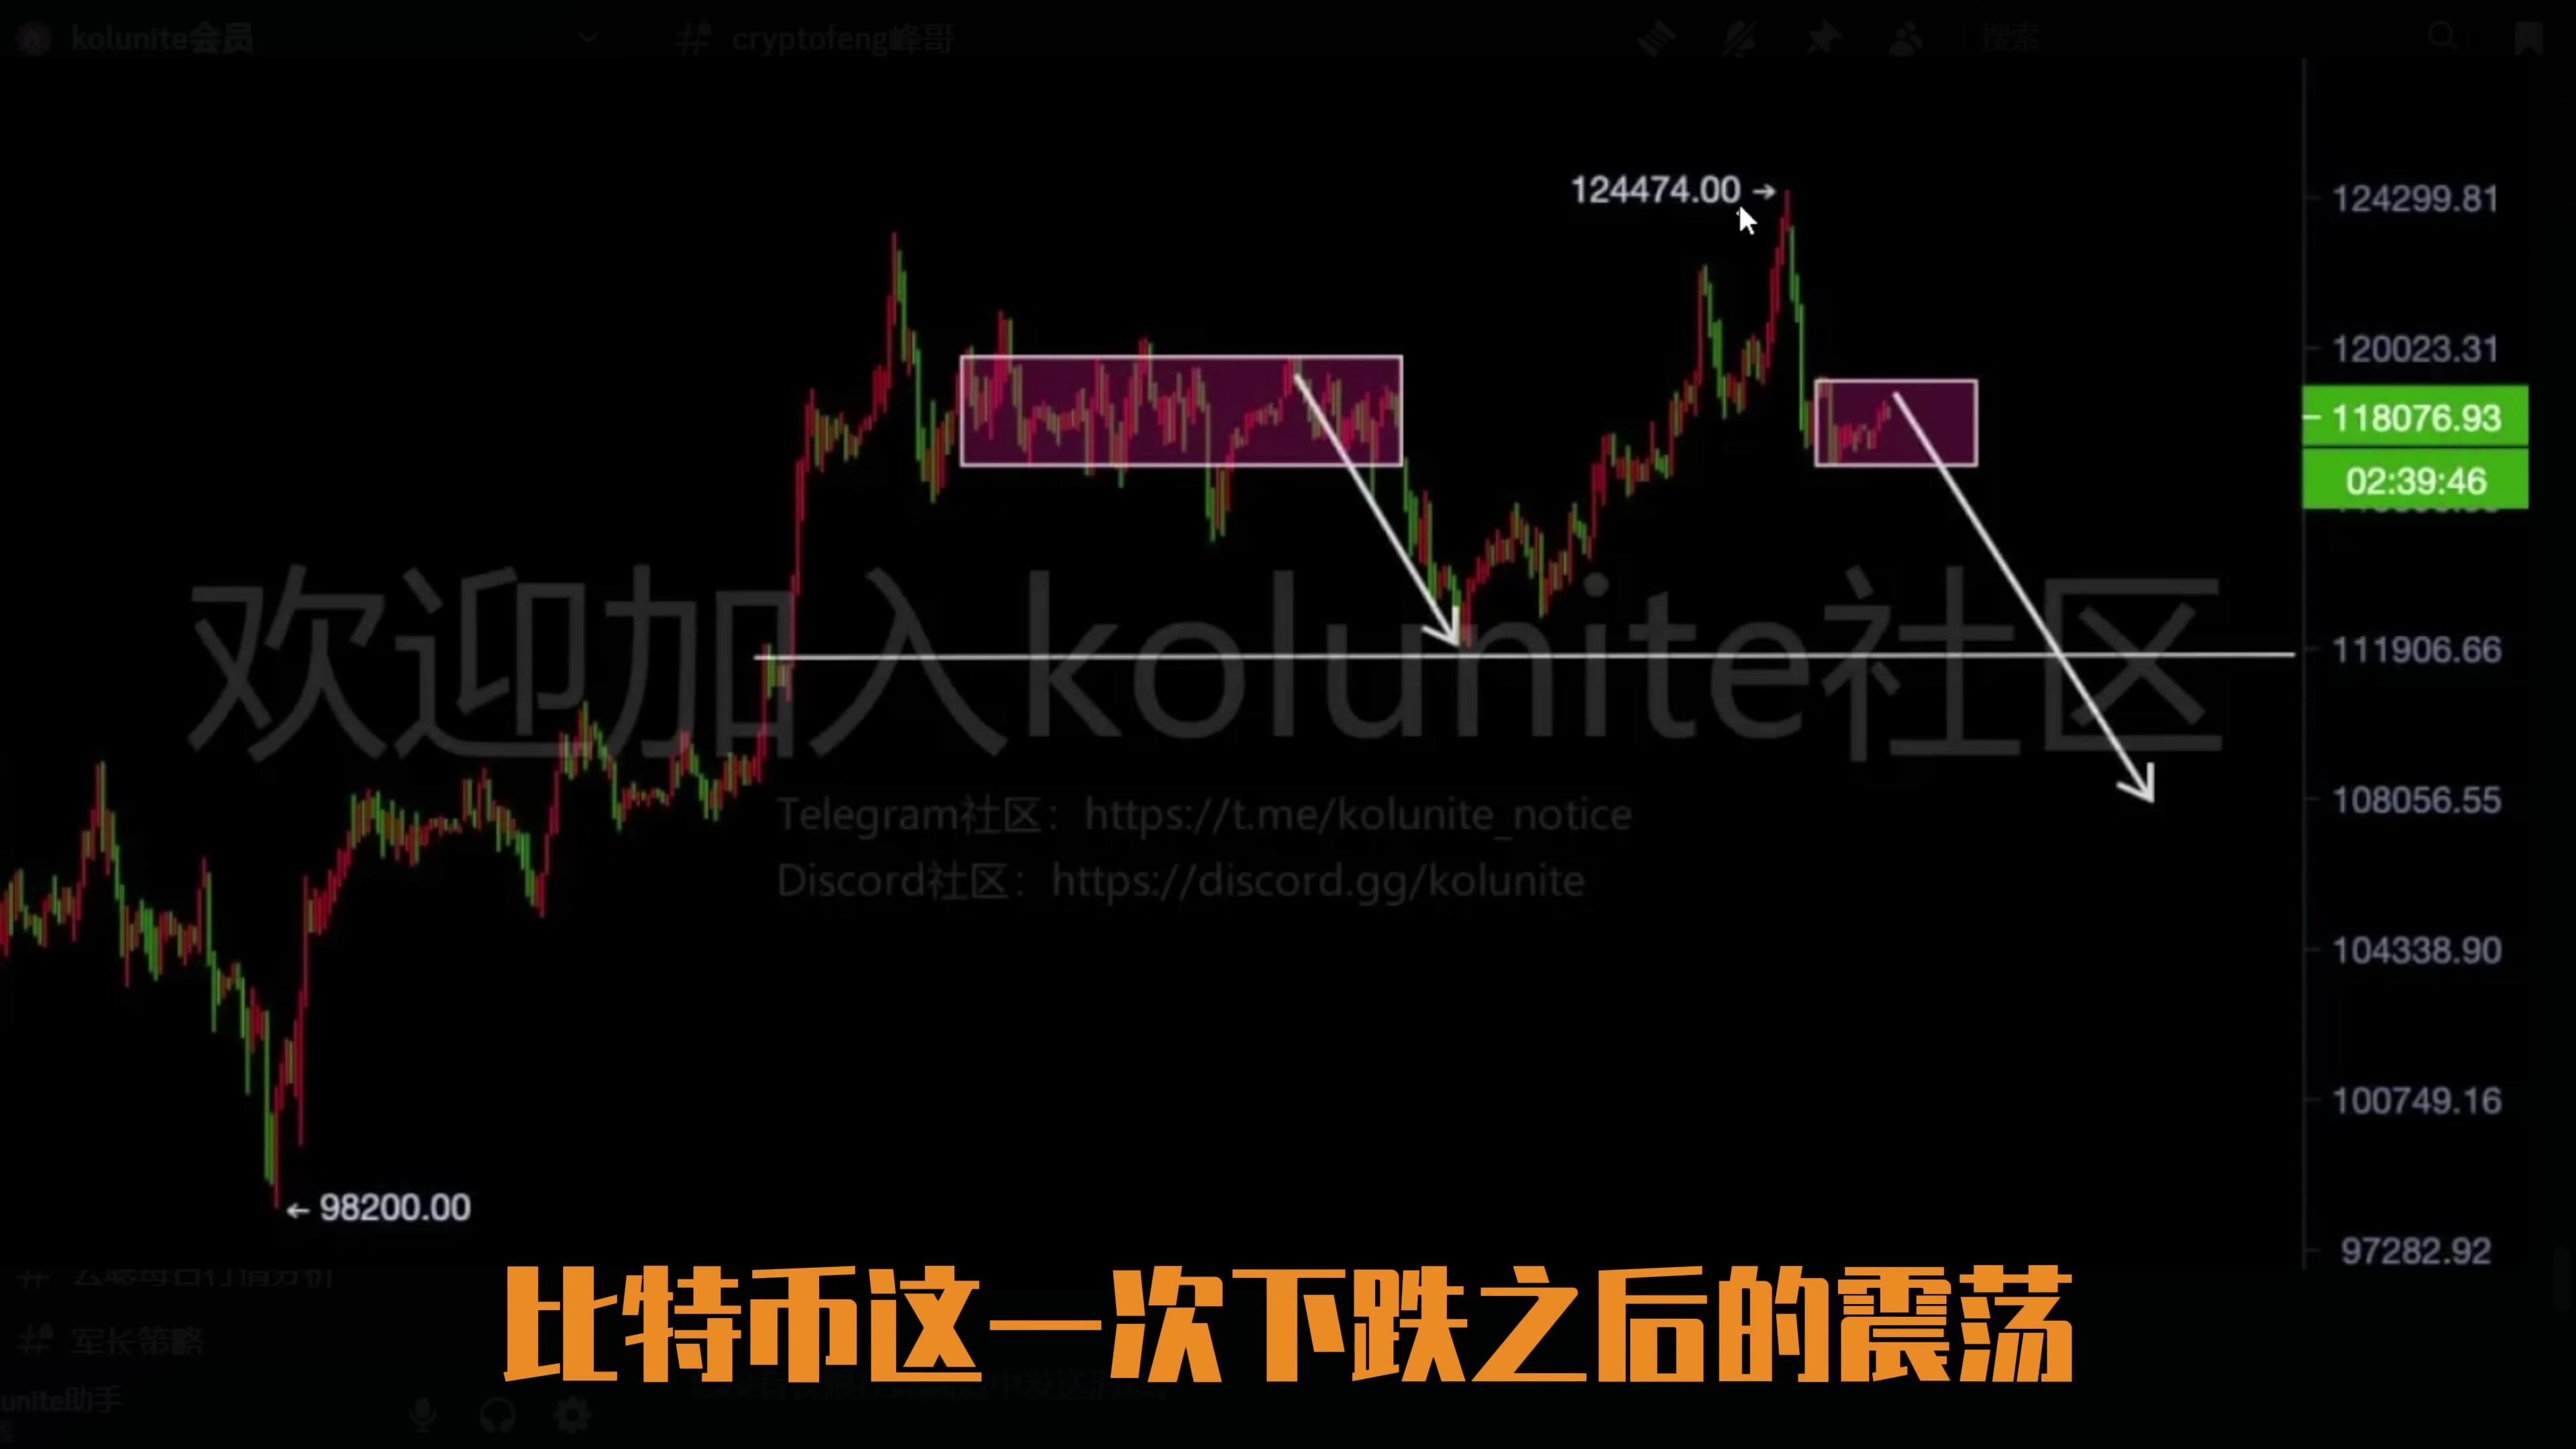 kolunite会员
cryptofeng峰哥
搜索
124474.00
124299.81
120023.31
118076.93
02:39:46
欢迎加入kolunite社区
111906.66
108056.55
Telegram社区：https://t.me/kolunite_notice
Discord社区：https://discord.gg/kolunite
104338.90
100749.16
98200.00
97282.92
比特币这一次下跌之后的震荡
军长策略
unite助手